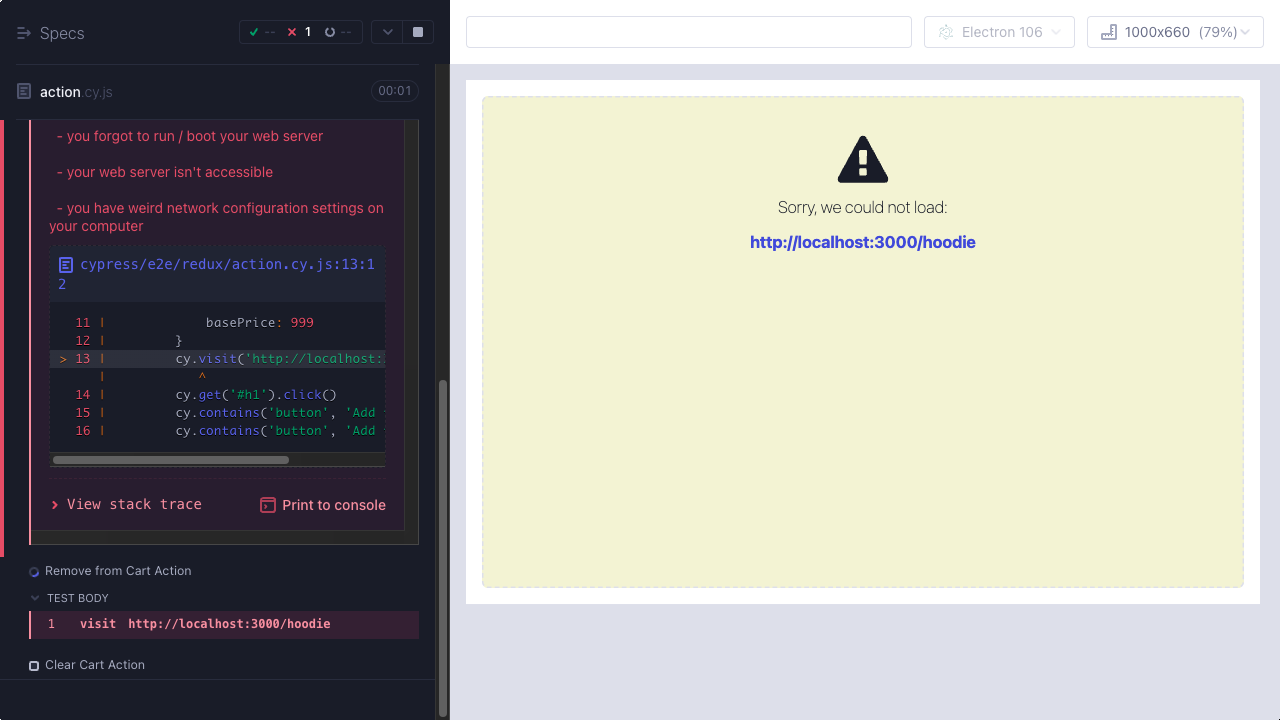 Specs
-- 1 --
action.cy.js 00:01
- you forgot to run / boot your web server
- your web server isn't accessible
- you have weird network configuration settings on
your computer
cypress/e2e/redux/action.cy.js:13:1
2
11 | basePrice: 999
12 | }
> 13 | cy.visit('http://localhost:
| ^
14 | cy.get('#h1').click()
15 | cy.contains('button', 'Add
16 | cy.contains('button', 'Add
> View stack trace Print to console
Remove from Cart Action
TEST BODY
1 visit http://localhost:3000/hoodie
Clear Cart Action
Electron 106
1000x660 (79%)
Sorry, we could not load:
http://localhost:3000/hoodie